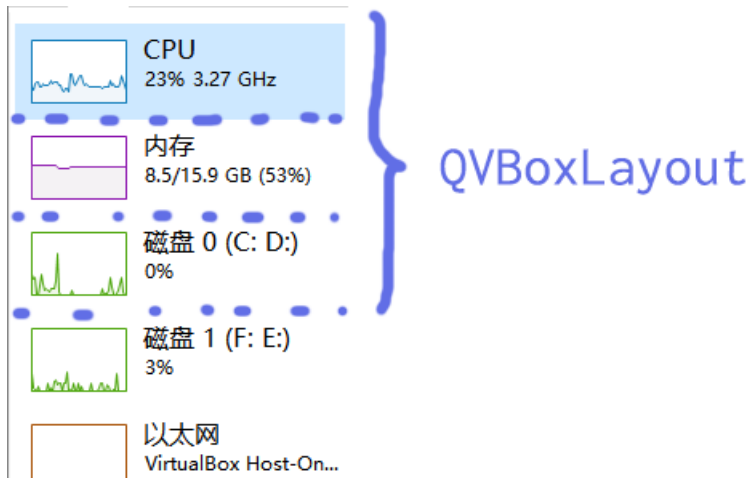 CPU
23% 3.27 GHz
内存
8.5/15.9 GB (53%)
QVBoxLayout
磁盘 0 (C: D:)
0%
磁盘 1 (F: E:)
3%
以太网
VirtualBox Host-On...